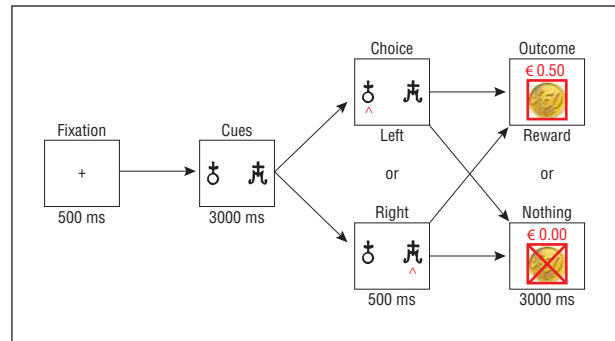 Fixation
+
500 ms
Cues
3000 ms
Choice
^
Left
or
Right
^
500 ms
Outcome
€ 0.50
Reward
or
Nothing
€ 0.00
3000 ms